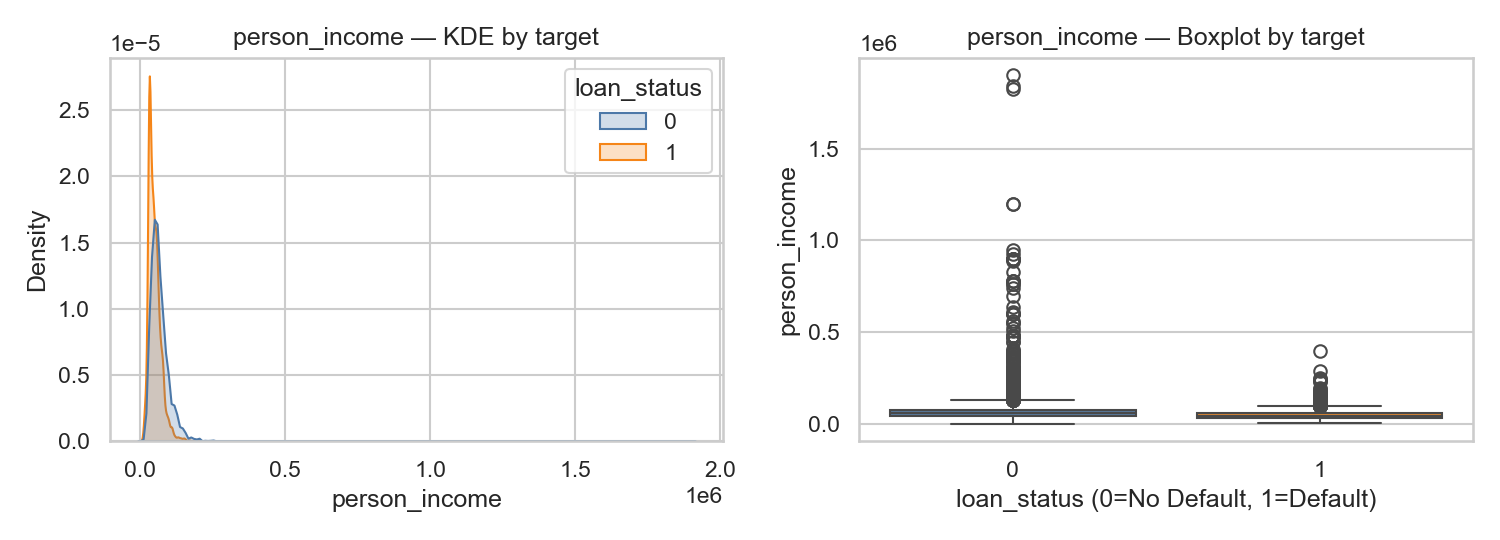 person_income — KDE by target
1e−5
2.5
2.0
1.5
1.0
0.5
0.0
Density
loan_status
0
1
0.0
0.5
1.0
1.5
2.0
1e6
person_income
person_income — Boxplot by target
1e6
1.5
1.0
0.5
0.0
person_income
0
1
loan_status (0=No Default, 1=Default)